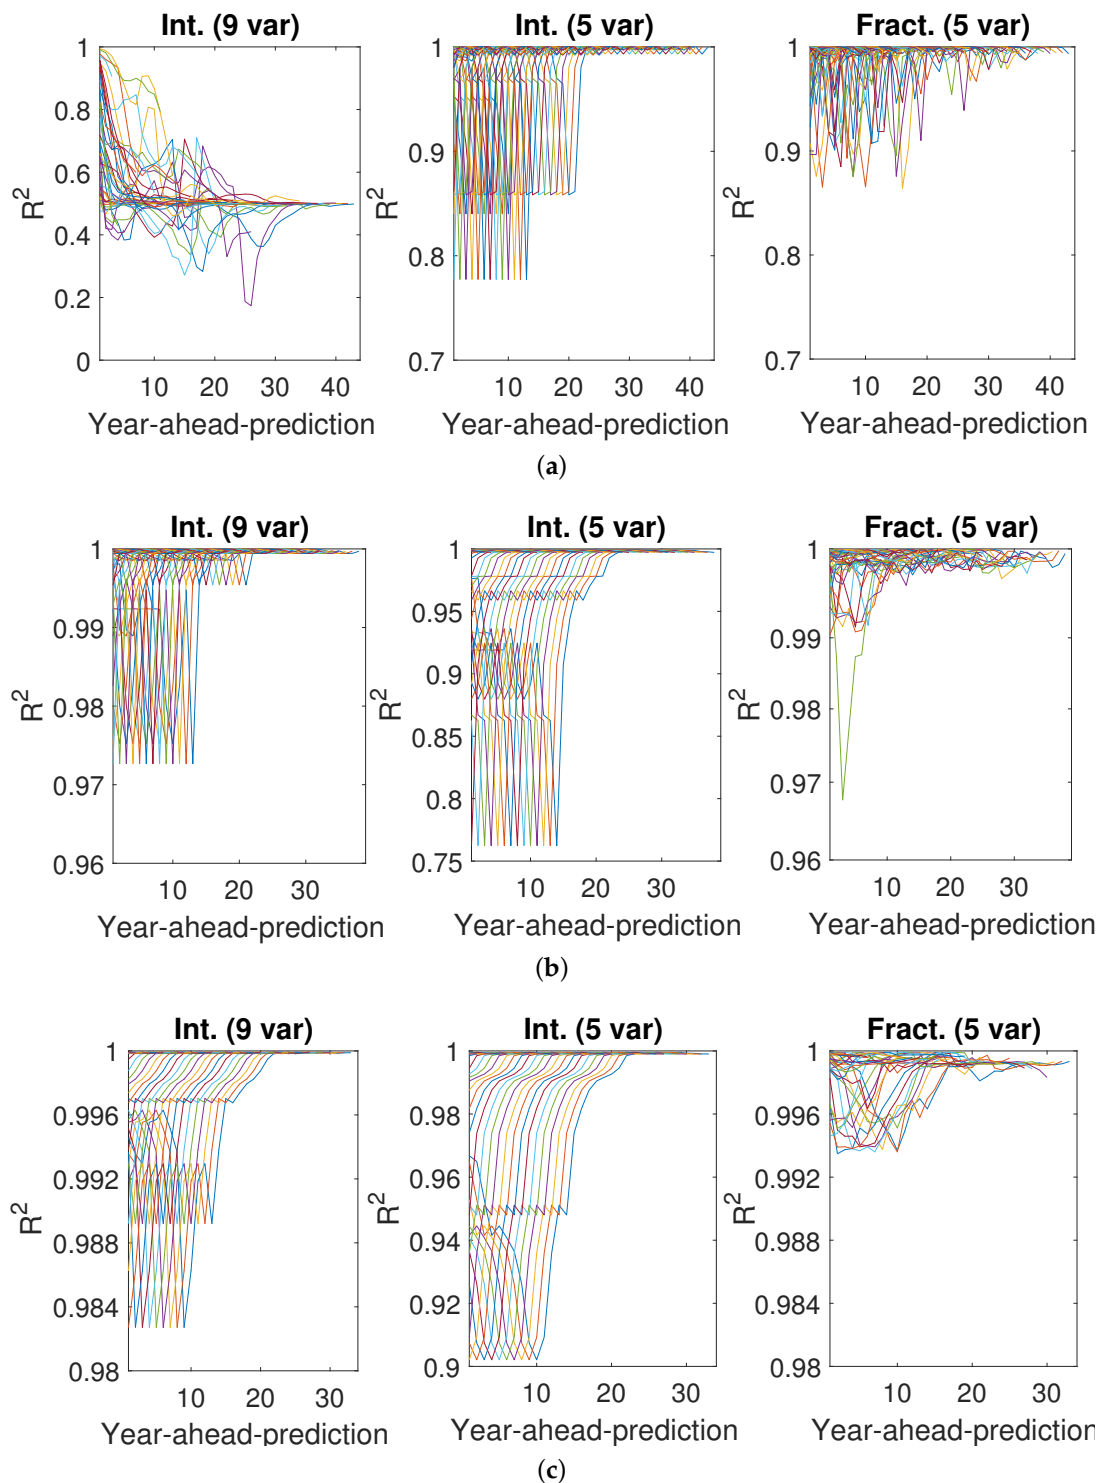 Int. (9 var) Int. (5 var) Fract. (5 var)
1 1 1
0.8
0.9 0.9
0.6
R² R² R²
0.4
0.8 0.8
0.2
0 0.7 0.7
10 20 30 40 10 20 30 40 10 20 30 40
Year-ahead-prediction Year-ahead-prediction Year-ahead-prediction
(a)
Int. (9 var) Int. (5 var) Fract. (5 var)
1 1 1
0.95
0.99 0.99
0.9
R² R² R²
0.98 0.98
0.85
0.97 0.97
0.8
0.96 0.75 0.96
10 20 30 10 20 30 10 20 30
Year-ahead-prediction Year-ahead-prediction Year-ahead-prediction
(b)
Int. (9 var) Int. (5 var) Fract. (5 var)
1 1 1
0.996 0.98 0.996
0.992 0.96 0.992
R² R² R²
0.988 0.94 0.988
0.984 0.92 0.984
0.98 0.9 0.98
10 20 30 10 20 30 10 20 30
Year-ahead-prediction Year-ahead-prediction Year-ahead-prediction
(c)